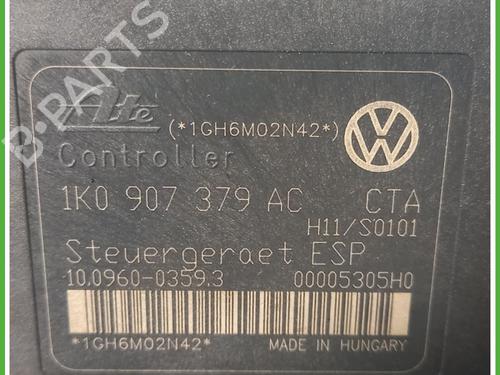 Ate
(*1GH6M02N42*)
Controller
1K0 907 379 AC CTA
H11/S0101
Steuergeraet ESP
10.0960-0359.3 00005305H0
*1GH6M02N42*
MADE IN HUNGARY
B-PARTS